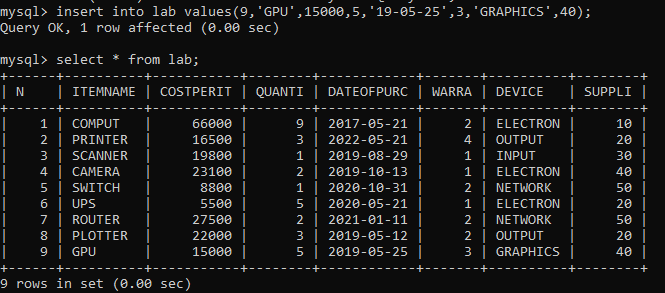 mysql> insert into lab values(9,'GPU',15000,5,'19-05-25',3,'GRAPHICS',40);
Query OK, 1 row affected (0.00 sec)
mysql> select * from lab;
+------+----------+-----------+--------+------------+-------+----------+--------+
| N    | ITEMNAME | COSTPERIT | QUANTI | DATEOFPURC | WARRA | DEVICE   | SUPPLI |
+------+----------+-----------+--------+------------+-------+----------+--------+
|    1 | COMPUT   |     66000 |      9 | 2017-05-21 |     2 | ELECTRON |     10 |
|    2 | PRINTER  |     16500 |      3 | 2022-05-21 |     4 | OUTPUT   |     20 |
|    3 | SCANNER  |     19800 |      1 | 2019-08-29 |     1 | INPUT    |     30 |
|    4 | CAMERA   |     23100 |      2 | 2019-10-13 |     1 | ELECTRON |     40 |
|    5 | SWITCH   |      8800 |      1 | 2020-10-31 |     2 | NETWORK  |     50 |
|    6 | UPS      |      5500 |      5 | 2020-05-21 |     1 | ELECTRON |     20 |
|    7 | ROUTER   |     27500 |      2 | 2021-01-11 |     2 | NETWORK  |     50 |
|    8 | PLOTTER  |     22000 |      3 | 2019-05-12 |     2 | OUTPUT   |     20 |
|    9 | GPU      |     15000 |      5 | 2019-05-25 |     3 | GRAPHICS |     40 |
+------+----------+-----------+--------+------------+-------+----------+--------+
9 rows in set (0.00 sec)